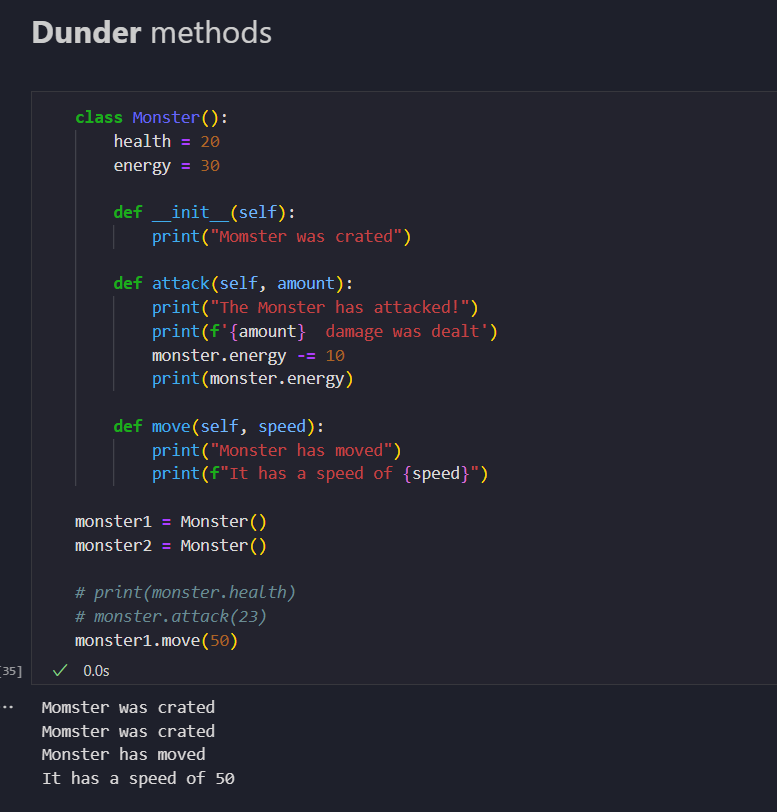 Dunder methods
class Monster():
    health = 20
    energy = 30

    def __init__(self):
        print("Momster was crated")

    def attack(self, amount):
        print("The Monster has attacked!")
        print(f'{amount}  damage was dealt')
        monster.energy -= 10
        print(monster.energy)

    def move(self, speed):
        print("Monster has moved")
        print(f"It has a speed of {speed}")

monster1 = Monster()
monster2 = Monster()

# print(monster.health)
# monster.attack(23)
monster1.move(50)
[35] ✓ 0.0s
Momster was crated
Momster was crated
Monster has moved
It has a speed of 50